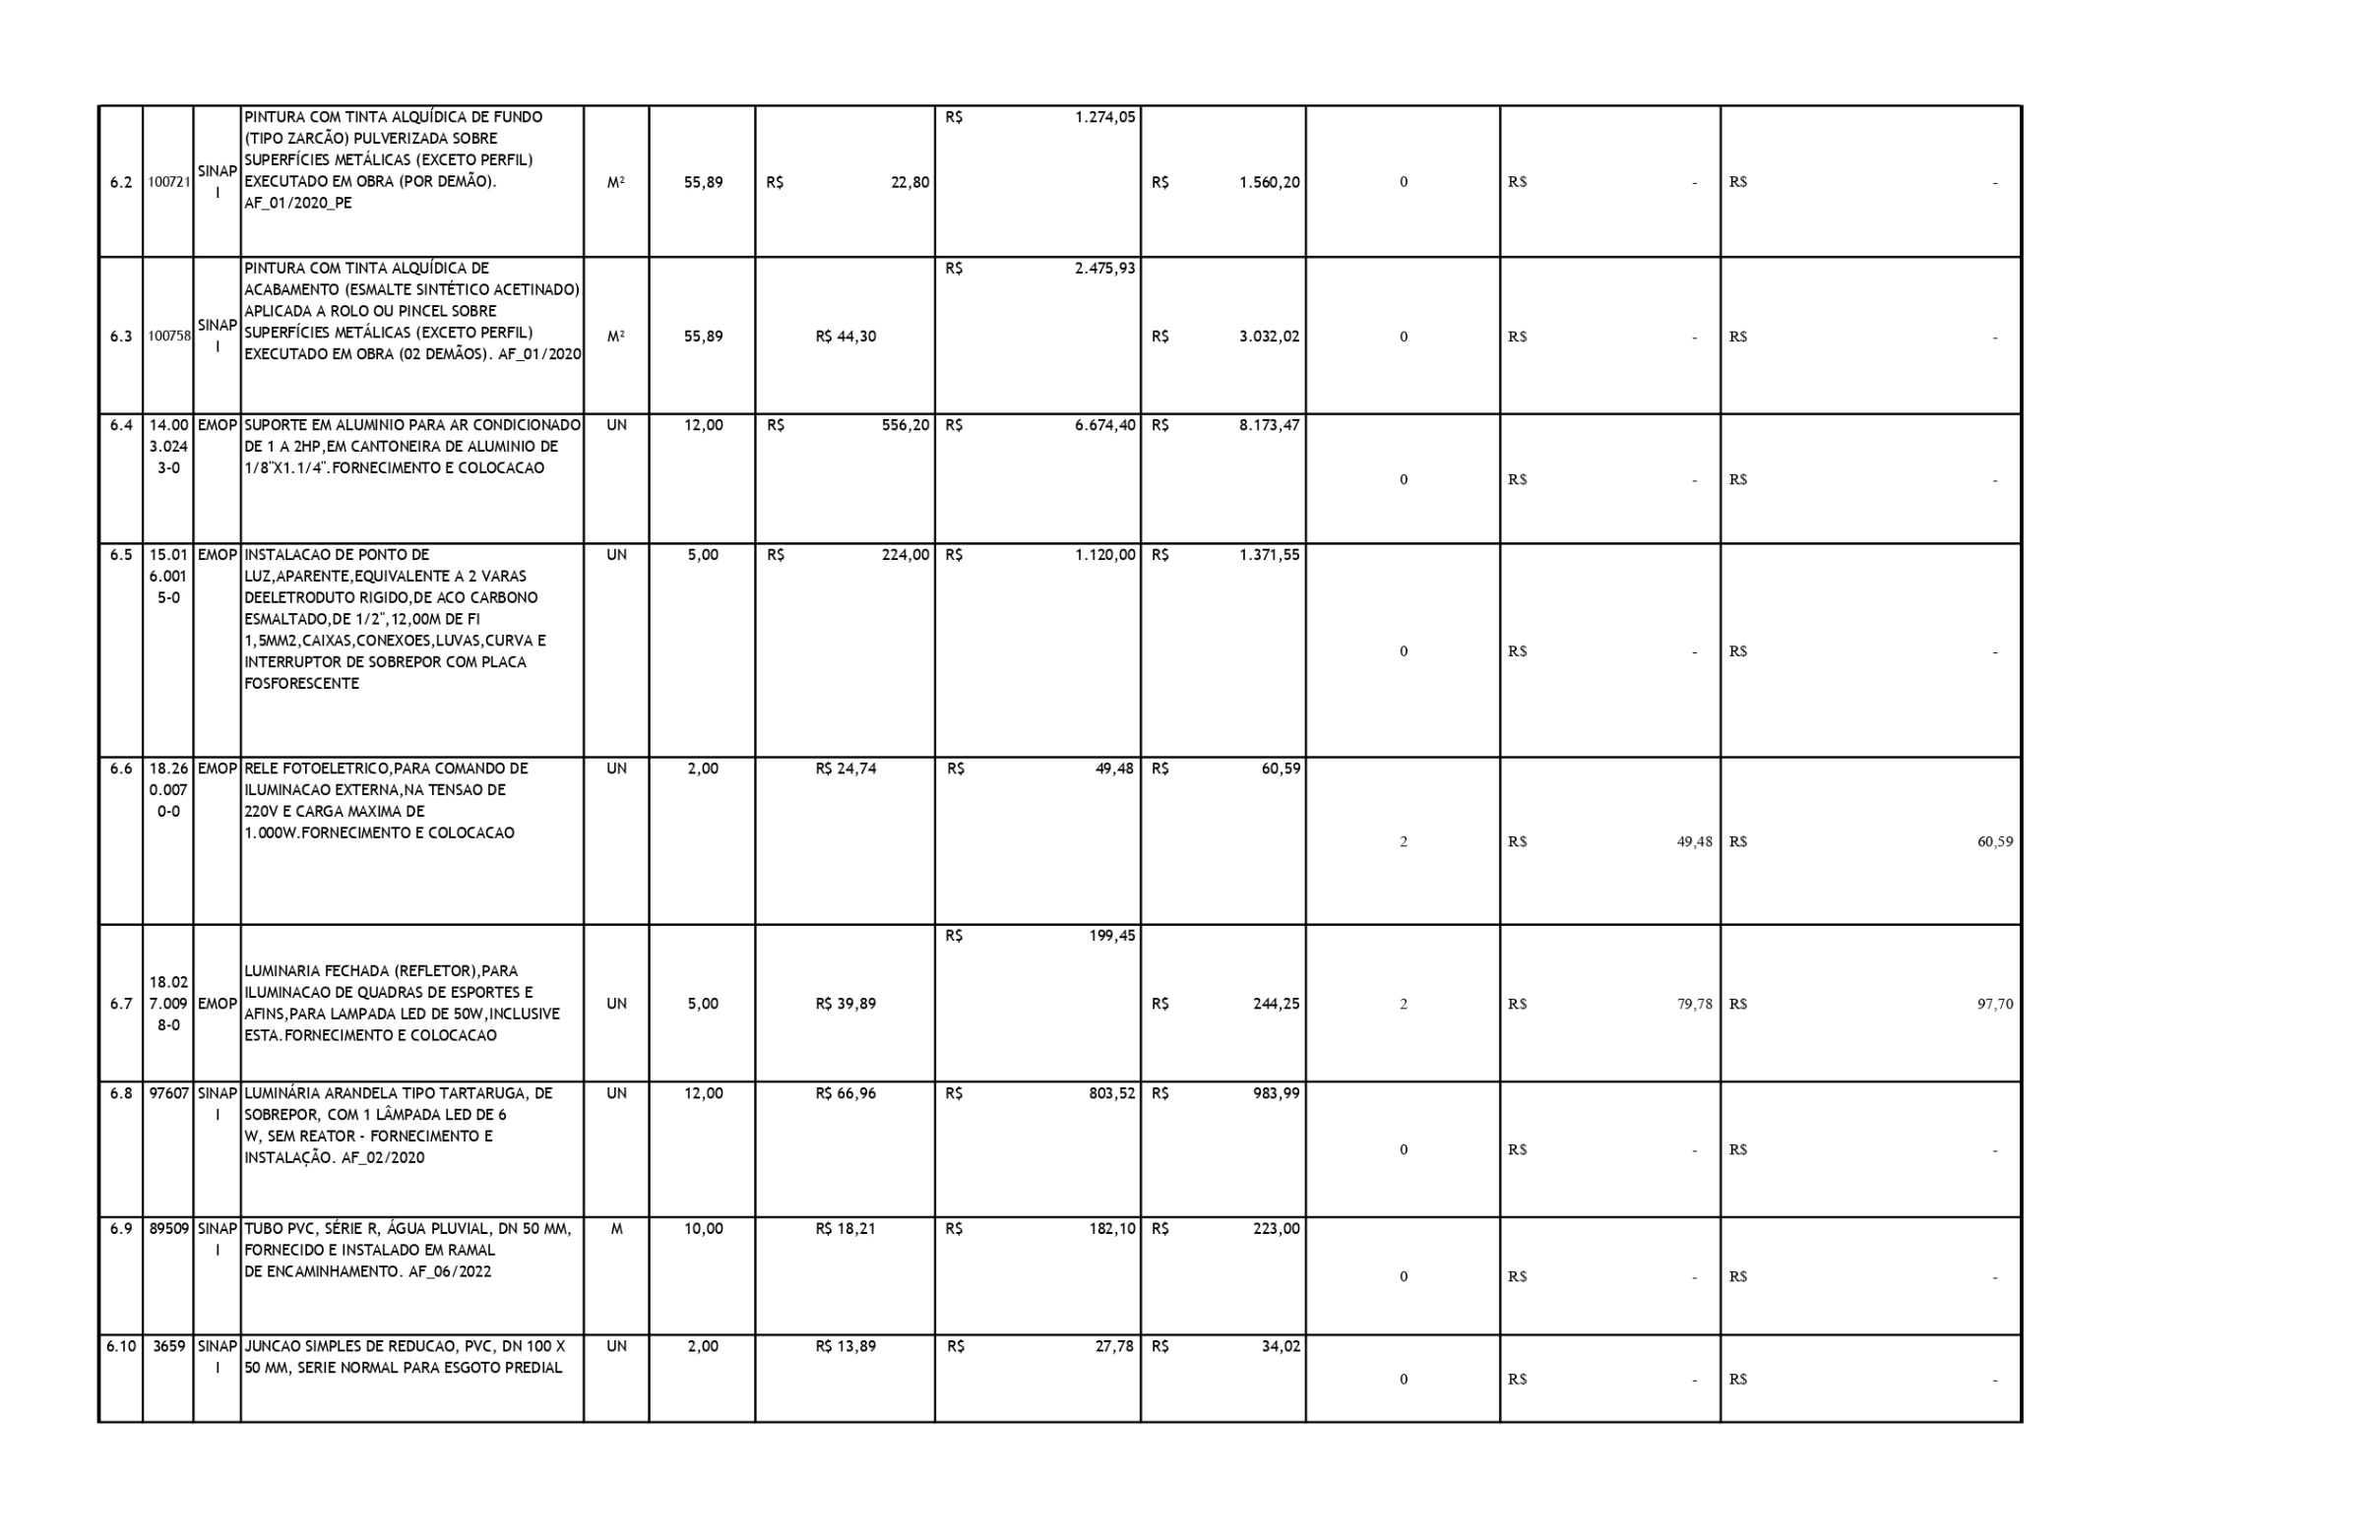 PINTURA COM TINTA ALQUÍDICA DE FUNDO
(TIPO ZARCÃO) PULVERIZADA SOBRE
SUPERFÍCIES METÁLICAS (EXCETO PERFIL)
EXECUTADO EM OBRA (POR DEMÃO).
AF_01/2020_PE
6.2 100721 SINAP
I
M² 55,89 R$ 22,80 R$ 1.274,05 R$ 1.560,20 0 R$ - R$ -
PINTURA COM TINTA ALQUÍDICA DE
ACABAMENTO (ESMALTE SINTÉTICO ACETINADO)
APLICADA A ROLO OU PINCEL SOBRE
SUPERFÍCIES METÁLICAS (EXCETO PERFIL)
EXECUTADO EM OBRA (02 DEMÃOS). AF_01/2020
6.3 100758 SINAP
I
M² 55,89 R$ 44,30 R$ 2.475,93 R$ 3.032,02 0 R$ - R$ -
6.4 14.00 EMOP SUPORTE EM ALUMINIO PARA AR CONDICIONADO UN 12,00 R$ 556,20 R$ 6.674,40 R$ 8.173,47
3.024 DE 1 A 2HP,EM CANTONEIRA DE ALUMINIO DE
3-0 1/8"X1.1/4".FORNECIMENTO E COLOCACAO
0 R$ - R$ -
6.5 15.01 EMOP INSTALACAO DE PONTO DE UN 5,00 R$ 224,00 R$ 1.120,00 R$ 1.371,55
6.001 LUZ,APARENTE,EQUIVALENTE A 2 VARAS
5-0 DEELETRODUTO RIGIDO,DE ACO CARBONO
ESMALTADO,DE 1/2",12,00M DE FI
1,5MM2,CAIXAS,CONEXOES,LUVAS,CURVA E
INTERRUPTOR DE SOBREPOR COM PLACA
FOSFORESCENTE
0 R$ - R$ -
6.6 18.26 EMOP RELE FOTOELETRICO,PARA COMANDO DE UN 2,00 R$ 24,74 R$ 49,48 R$ 60,59
0.007 ILUMINACAO EXTERNA,NA TENSAO DE
0-0 220V E CARGA MAXIMA DE
1.000W.FORNECIMENTO E COLOCACAO
2 R$ 49,48 R$ 60,59
LUMINARIA FECHADA (REFLETOR),PARA
ILUMINACAO DE QUADRAS DE ESPORTES E
AFINS,PARA LAMPADA LED DE 50W,INCLUSIVE
ESTA.FORNECIMENTO E COLOCACAO
6.7 18.02
7.009
8-0
EMOP UN 5,00 R$ 39,89 R$ 199,45 R$ 244,25 2 R$ 79,78 R$ 97,70
6.8 97607 SINAP LUMINÁRIA ARANDELA TIPO TARTARUGA, DE UN 12,00 R$ 66,96 R$ 803,52 R$ 983,99
I SOBREPOR, COM 1 LÂMPADA LED DE 6
W, SEM REATOR - FORNECIMENTO E
INSTALAÇÃO. AF_02/2020
0 R$ - R$ -
6.9 89509 SINAP TUBO PVC, SÉRIE R, ÁGUA PLUVIAL, DN 50 MM, M 10,00 R$ 18,21 R$ 182,10 R$ 223,00
I FORNECIDO E INSTALADO EM RAMAL
DE ENCAMINHAMENTO. AF_06/2022
0 R$ - R$ -
6.10 3659 SINAP JUNCAO SIMPLES DE REDUCAO, PVC, DN 100 X UN 2,00 R$ 13,89 R$ 27,78 R$ 34,02
I 50 MM, SERIE NORMAL PARA ESGOTO PREDIAL
0 R$ - R$ -